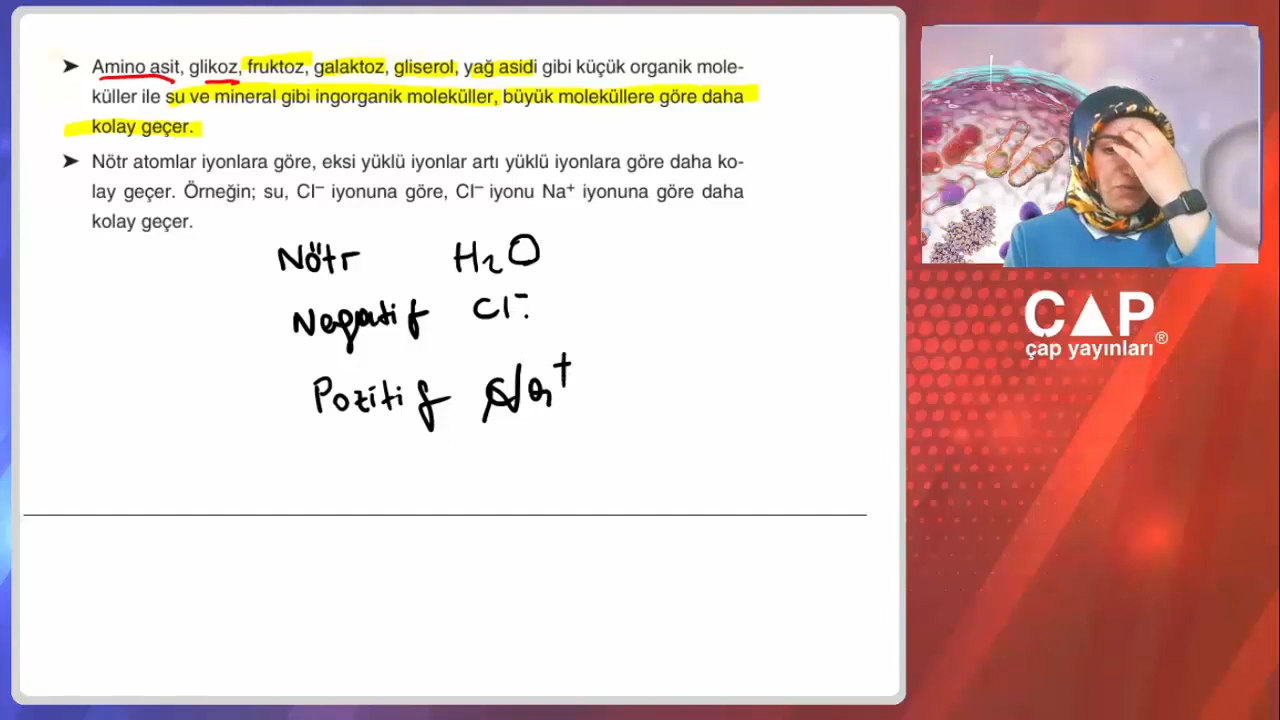 ➤ Amino asit, glikoz, fruktoz, galaktoz, gliserol, yağ asidi gibi küçük organik mole-
küller ile su ve mineral gibi ingorganik moleküller, büyük moleküllere göre daha
kolay geçer.
➤ Nötr atomlar iyonlara göre, eksi yüklü iyonlar artı yüklü iyonlara göre daha ko-
lay geçer. Örneğin; su, Cl⁻ iyonuna göre, Cl⁻ iyonu Na⁺ iyonuna göre daha
kolay geçer.
Nötr H₂O
Negatif Cl⁻
Pozitif Na⁺
ÇAP
çap yayınları®